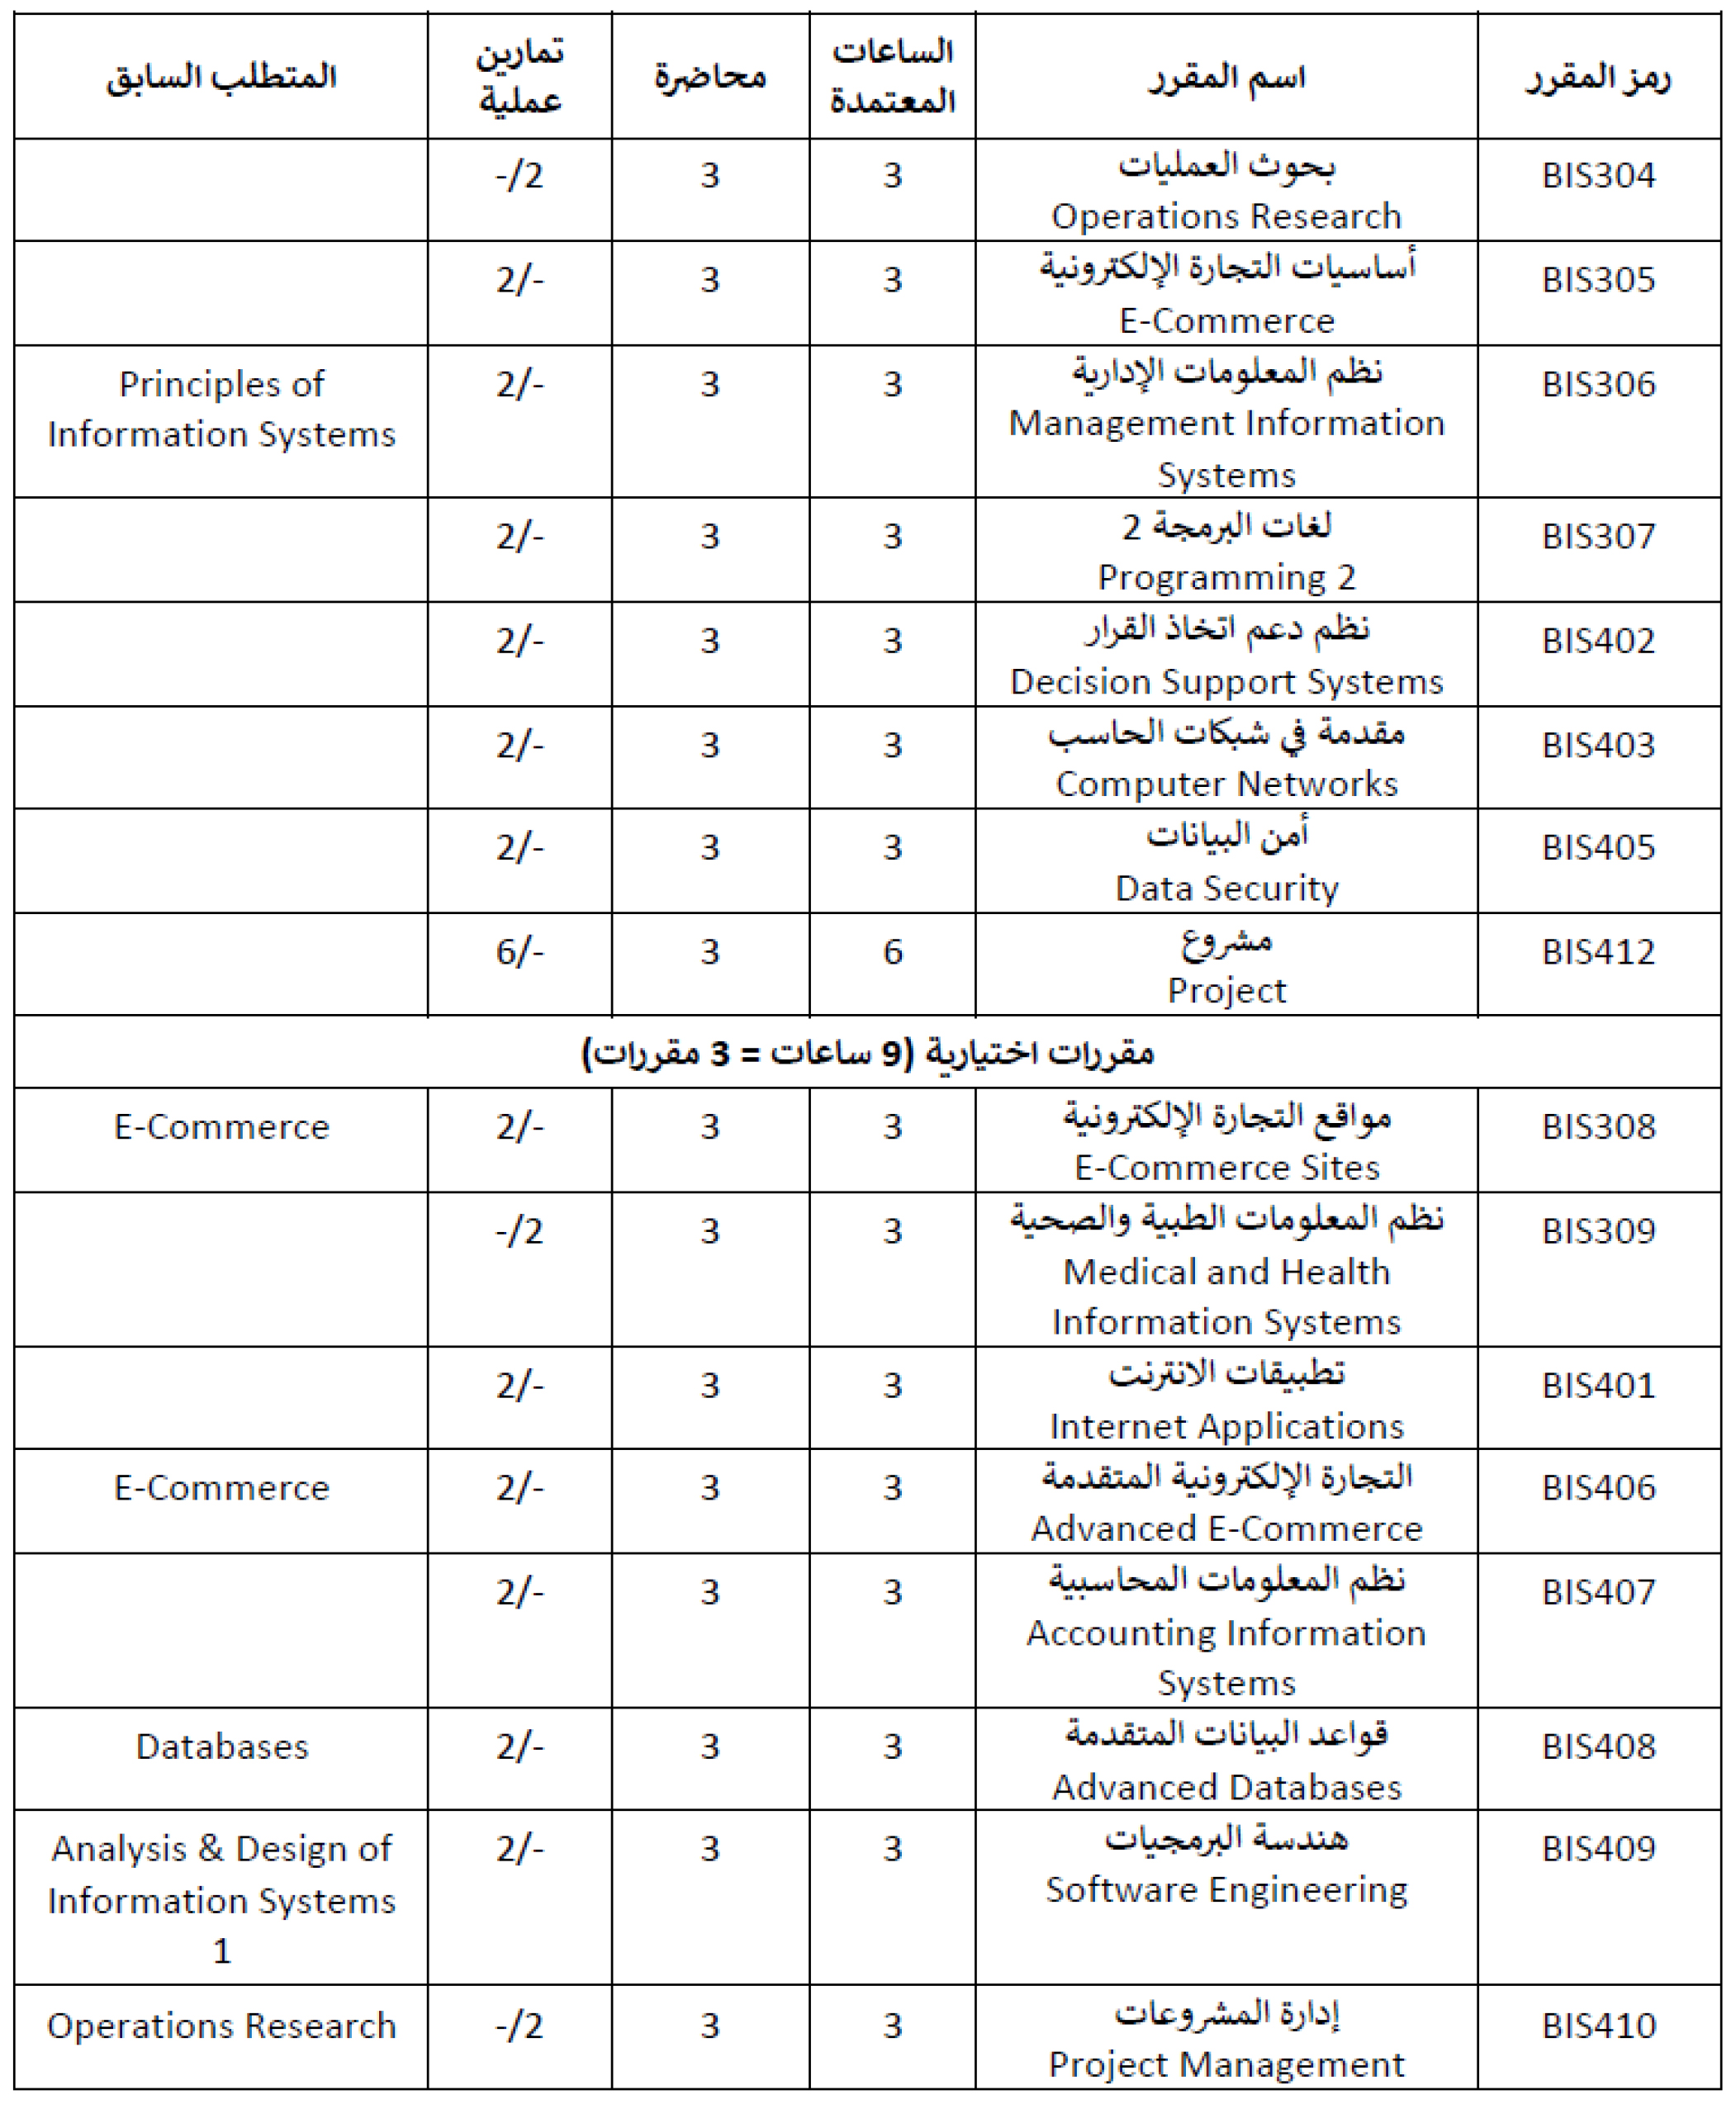 رمز المقرر
اسم المقرر
الساعات
المعتمدة
محاضرة
تمارين
عملية
المتطلب السابق
BIS304
بحوث العمليات
Operations Research
3
3
-/2
BIS305
أساسيات التجارة الإلكترونية
E-Commerce
3
3
2/-
BIS306
نظم المعلومات الإدارية
Management Information
Systems
3
3
2/-
Principles of
Information Systems
BIS307
لغات البرمجة 2
Programming 2
3
3
2/-
BIS402
نظم دعم اتخاذ القرار
Decision Support Systems
3
3
2/-
BIS403
مقدمة في شبكات الحاسب
Computer Networks
3
3
2/-
BIS405
أمن البيانات
Data Security
3
3
2/-
BIS412
مشروع
Project
6
3
6/-
مقررات اختيارية (9 ساعات = 3 مقررات)
BIS308
مواقع التجارة الإلكترونية
E-Commerce Sites
3
3
2/-
E-Commerce
BIS309
نظم المعلومات الطبية والصحية
Medical and Health
Information Systems
3
3
-/2
BIS401
تطبيقات الانترنت
Internet Applications
3
3
2/-
BIS406
التجارة الإلكترونية المتقدمة
Advanced E-Commerce
3
3
2/-
E-Commerce
BIS407
نظم المعلومات المحاسبية
Accounting Information
Systems
3
3
2/-
BIS408
قواعد البيانات المتقدمة
Advanced Databases
3
3
2/-
Databases
BIS409
هندسة البرمجيات
Software Engineering
3
3
2/-
Analysis & Design of
Information Systems
1
BIS410
إدارة المشروعات
Project Management
3
3
-/2
Operations Research